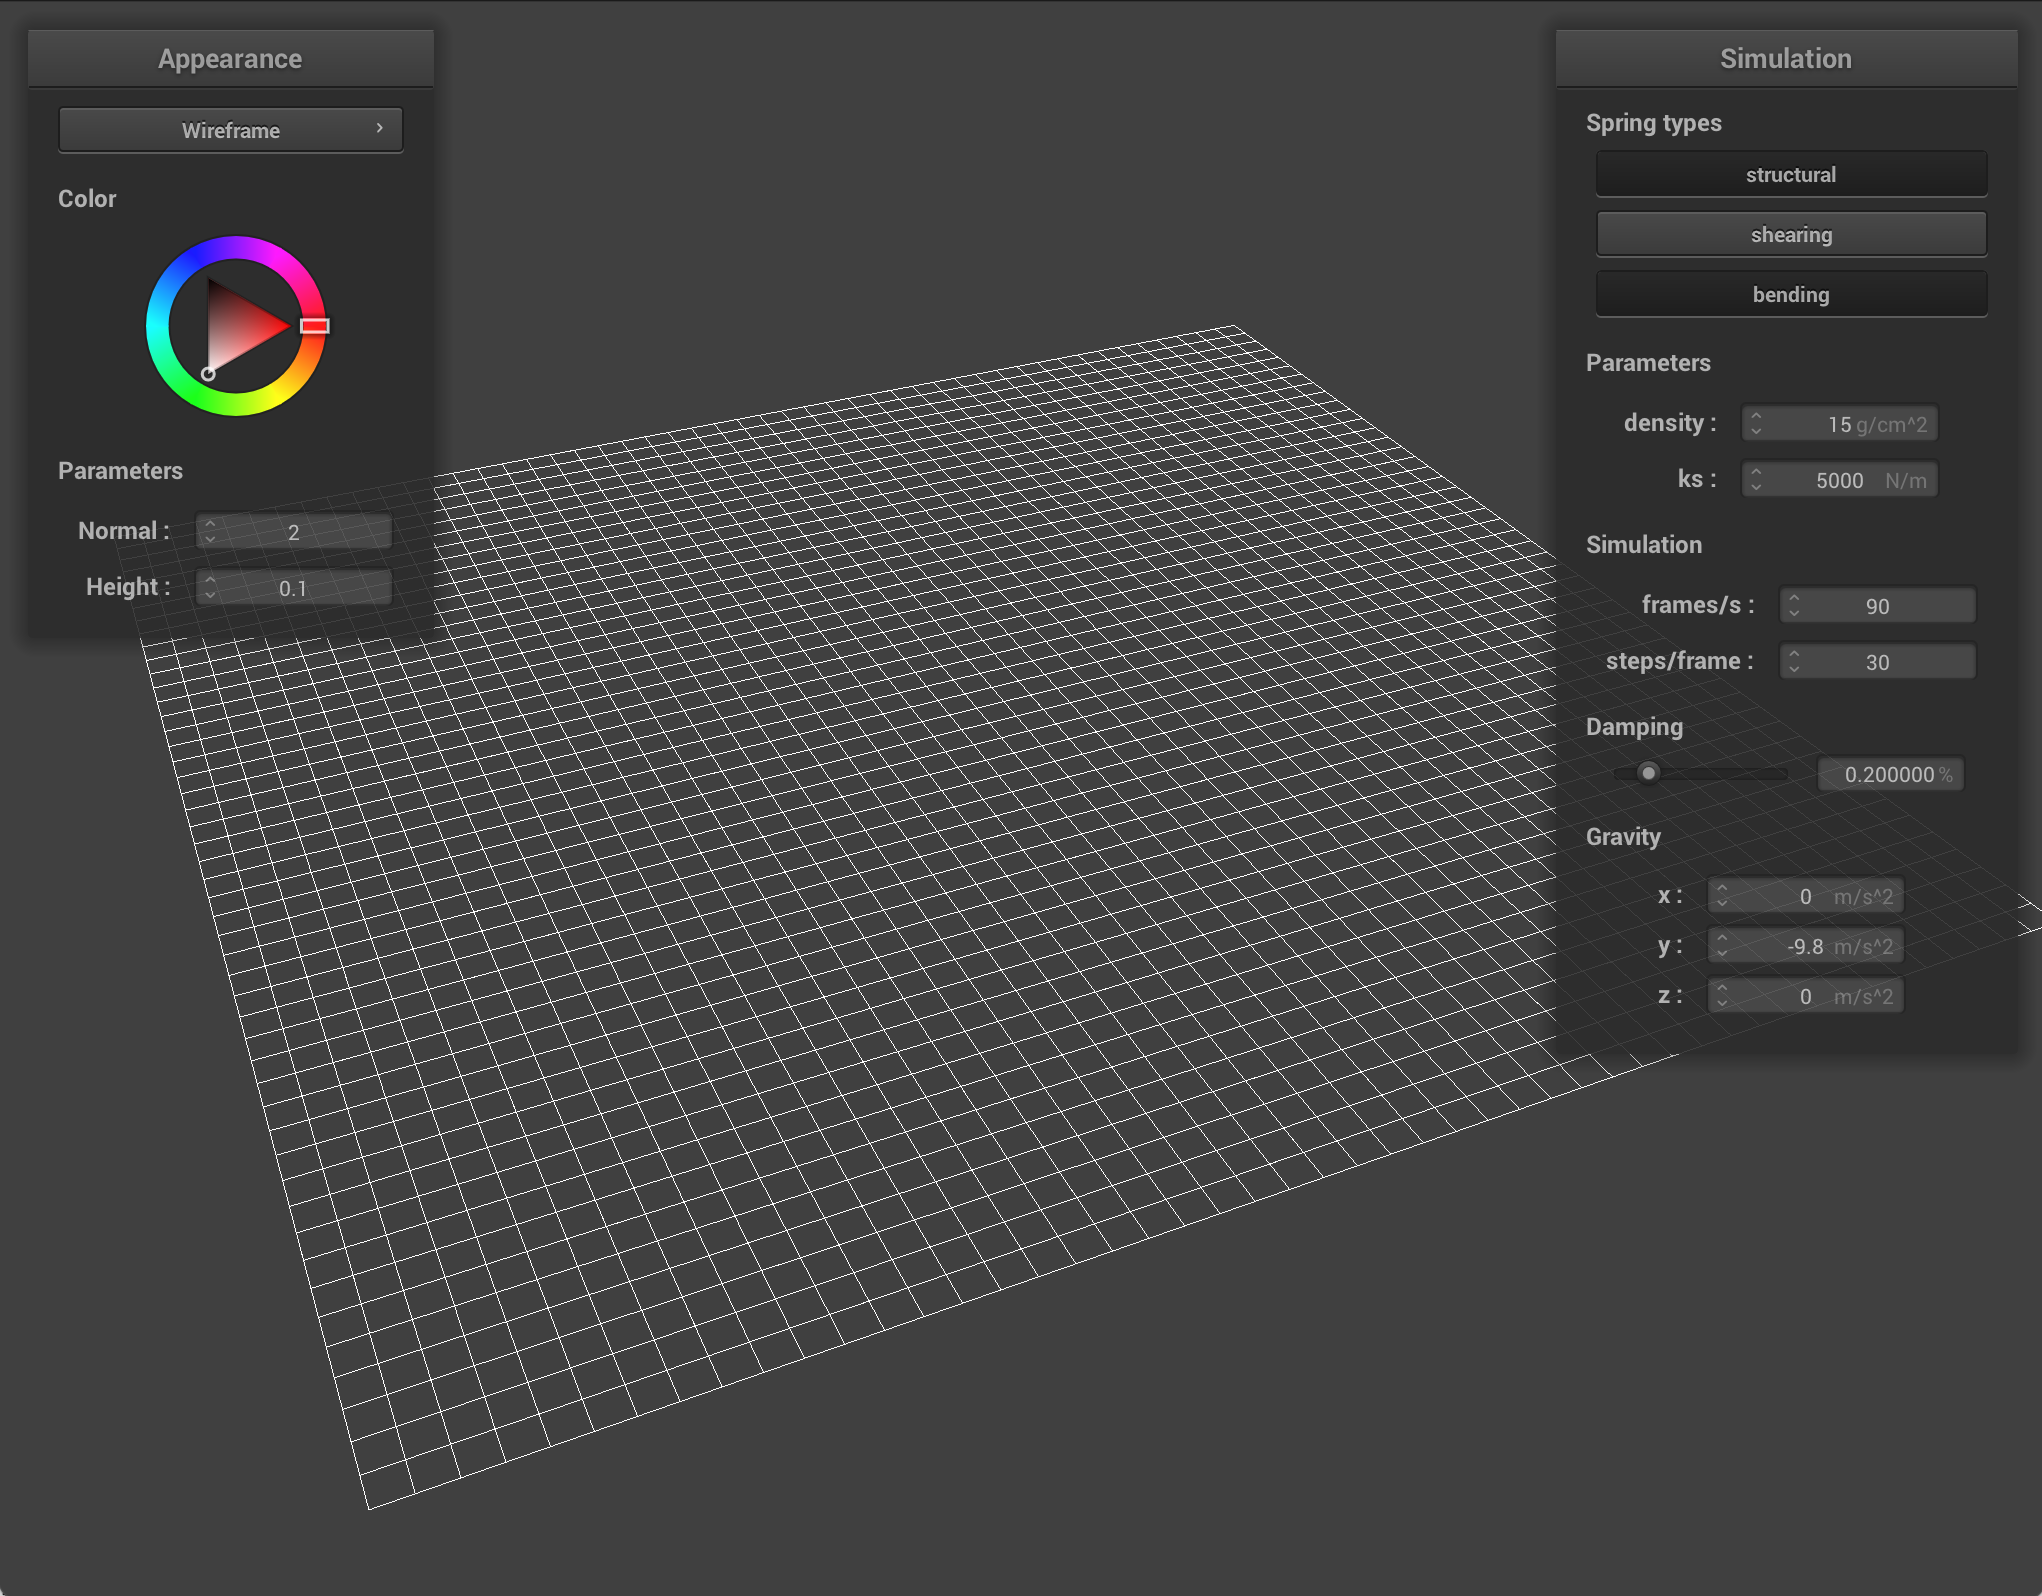 Appearance
Wireframe
Color
Parameters
Normal : 2
Height : 0.1
Simulation
Spring types
structural
shearing
bending
Parameters
density : 15 g/cm^2
ks : 5000 N/m
Simulation
frames/s : 90
steps/frame : 30
Damping
0.200000 %
Gravity
x : 0 m/s^2
y : -9.8 m/s^2
z : 0 m/s^2